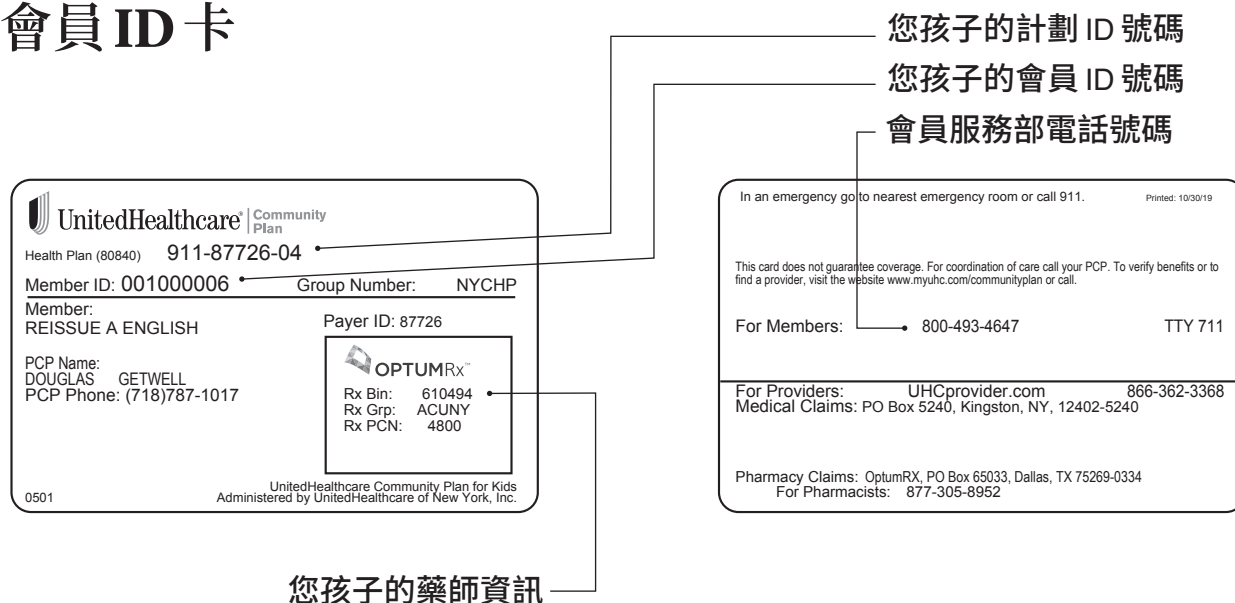 會員 ID 卡
您孩子的計劃 ID 號碼
您孩子的會員 ID 號碼
會員服務部電話號碼
UnitedHealthcare® Community Plan
Health Plan (80840) 911-87726-04
Member ID: 001000006 Group Number: NYCHP
Member:
REISSUE A ENGLISH
Payer ID: 87726
PCP Name:
DOUGLAS GETWELL
PCP Phone: (718)787-1017
OPTUMRx™
Rx Bin: 610494
Rx Grp: ACUNY
Rx PCN: 4800
UnitedHealthcare Community Plan for Kids
0501 Administered by UnitedHealthcare of New York, Inc.
In an emergency go to nearest emergency room or call 911. Printed: 10/30/19
This card does not guarantee coverage. For coordination of care call your PCP. To verify benefits or to
find a provider, visit the website www.myuhc.com/communityplan or call.
For Members: 800-493-4647 TTY 711
For Providers: UHCprovider.com 866-362-3368
Medical Claims: PO Box 5240, Kingston, NY, 12402-5240
Pharmacy Claims: OptumRX, PO Box 65033, Dallas, TX 75269-0334
For Pharmacists: 877-305-8952
您孩子的藥師資訊